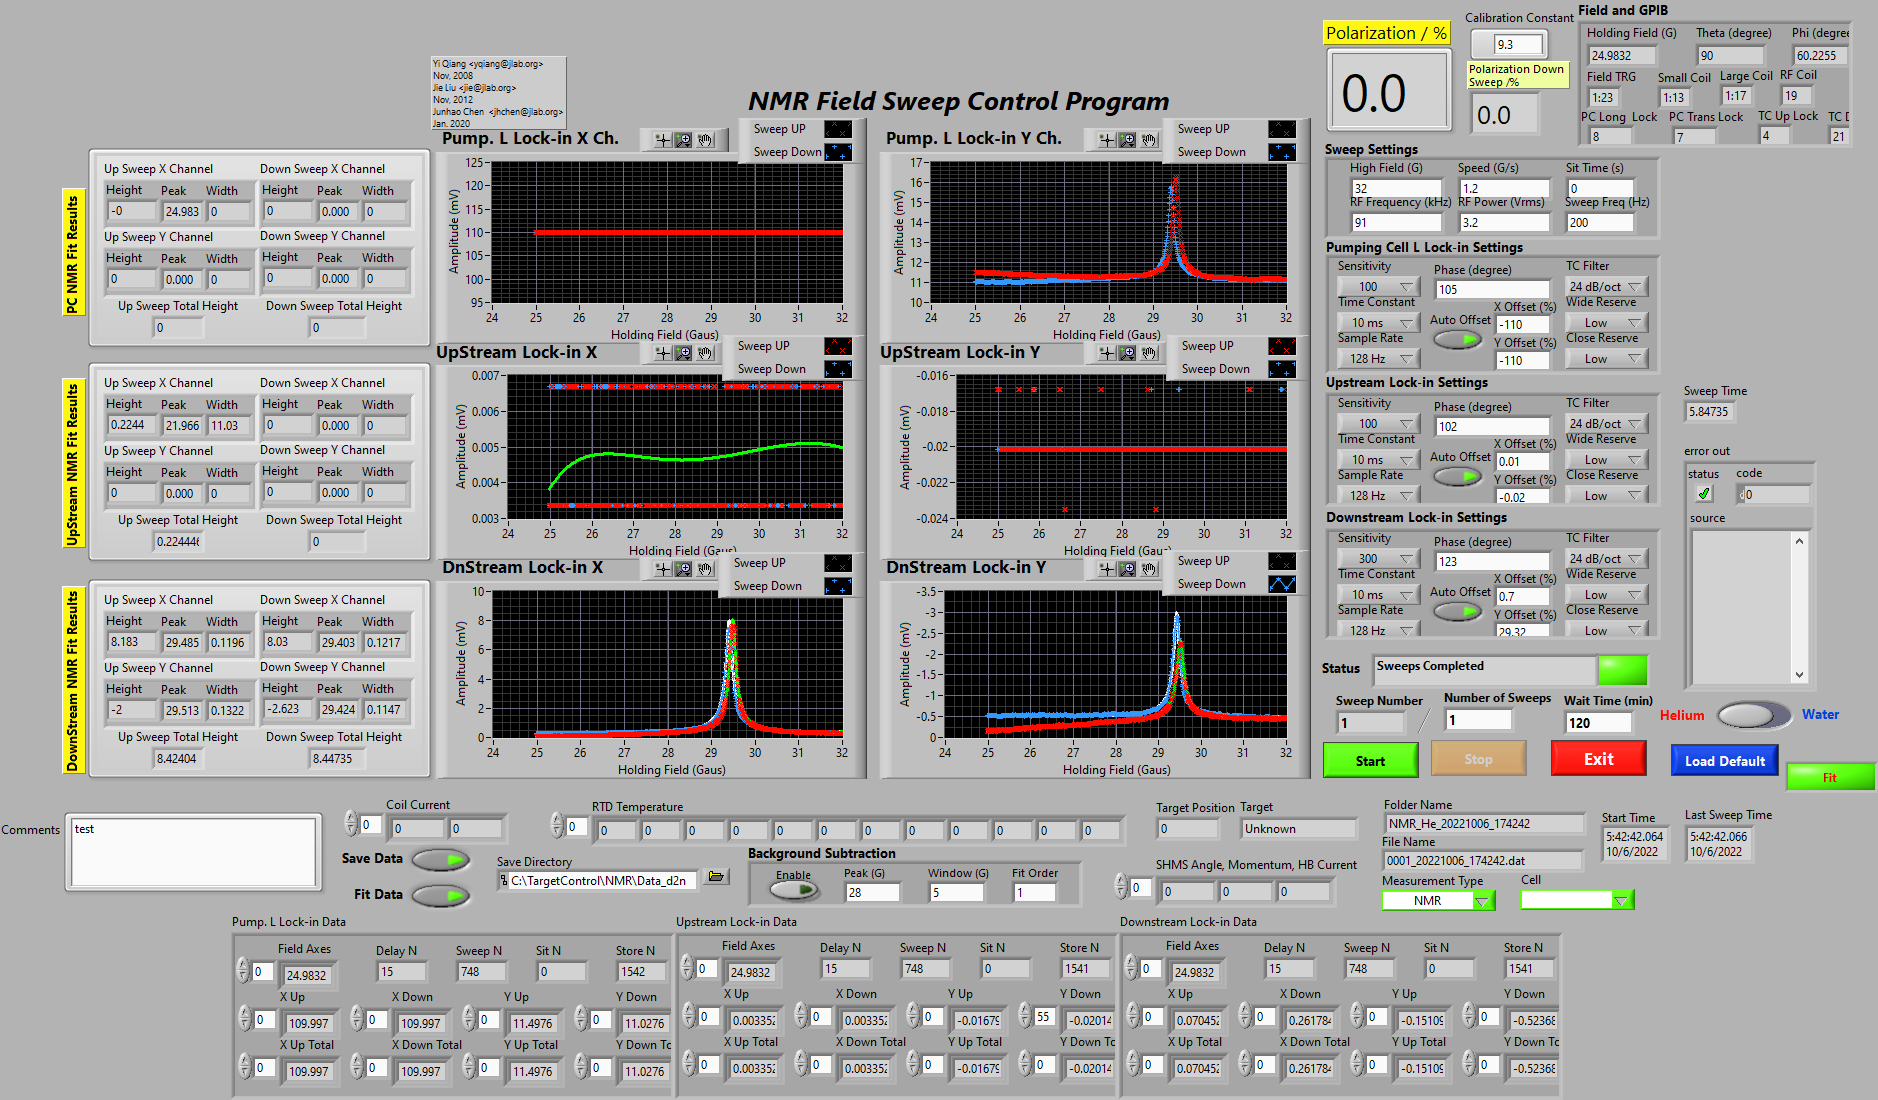 Yi Qiang <yqiang@jlab.org>
Nov, 2008
Jie Liu <jie@jlab.org>
Nov, 2012
Junhao Chen <jhchen@jlab.org>
Jan. 2020
NMR Field Sweep Control Program
Polarization / %
0.0
Calibration Constant
9.3
Polarization Down
Sweep /%
0.0
Field and GPIB
Holding Field (G) Theta (degree) Phi (degree
24.9832 90 60.2255
Field TRG Small Coil Large Coil RF Coil
1:23 1:13 1:17 19
PC Long Lock PC Trans Lock TC Up Lock TC D
8 7 4 21
PC NMR Fit Results
Up Sweep X Channel Down Sweep X Channel
Height Peak Width Height Peak Width
-0 24.983 0 0 0.000 0
Up Sweep Y Channel Down Sweep Y Channel
Height Peak Width Height Peak Width
0 0.000 0 0 0.000 0
Up Sweep Total Height Down Sweep Total Height
0 0
Pump. L Lock-in X Ch.
Sweep UP
Sweep Down
Amplitude (mV)
125
120
115
110
105
100
95
24 25 26 27 28 29 30 31 32
Holding Field (Gaus)
Pump. L Lock-in Y Ch.
Sweep UP
Sweep Down
Amplitude (mV)
17
16
15
14
13
12
11
10
24 25 26 27 28 29 30 31 32
Holding Field (Gaus)
Sweep Settings
High Field (G) Speed (G/s) Sit Time (s)
32 1.2 0
RF Frequency (kHz) RF Power (Vrms) Sweep Freq (Hz)
91 3.2 200
Pumping Cell L Lock-in Settings
Sensitivity Phase (degree) TC Filter
100 105 24 dB/oct
Time Constant X Offset (%) Wide Reserve
10 ms Auto Offset -110 Low
Sample Rate Y Offset (%) Close Reserve
128 Hz -110 Low
UpStream NMR Fit Results
Up Sweep X Channel Down Sweep X Channel
Height Peak Width Height Peak Width
0.2244 21.966 11.03 0 0.000 0
Up Sweep Y Channel Down Sweep Y Channel
Height Peak Width Height Peak Width
0 0.000 0 0 0.000 0
Up Sweep Total Height Down Sweep Total Height
0.224446 0
UpStream Lock-in X
Sweep UP
Sweep Down
Amplitude (mV)
0.007
0.006
0.005
0.004
0.003
24 25 26 27 28 29 30 31 32
Holding Field (Gaus)
UpStream Lock-in Y
Sweep UP
Sweep Down
Amplitude (mV)
-0.016
-0.018
-0.02
-0.022
-0.024
24 25 26 27 28 29 30 31 32
Holding Field (Gaus)
Upstream Lock-in Settings
Sensitivity Phase (degree) TC Filter
100 102 24 dB/oct
Time Constant X Offset (%) Wide Reserve
10 ms Auto Offset 0.01 Low
Sample Rate Y Offset (%) Close Reserve
128 Hz -0.02 Low
Sweep Time
5.84735
error out
status code
0
source
DownStream NMR Fit Results
Up Sweep X Channel Down Sweep X Channel
Height Peak Width Height Peak Width
8.183 29.485 0.1196 8.03 29.403 0.1217
Up Sweep Y Channel Down Sweep Y Channel
Height Peak Width Height Peak Width
-2 29.513 0.1322 -2.623 29.424 0.1147
Up Sweep Total Height Down Sweep Total Height
8.42404 8.44735
DnStream Lock-in X
Sweep UP
Sweep Down
Amplitude (mV)
10
8
6
4
2
0
24 25 26 27 28 29 30 31 32
Holding Field (Gaus)
DnStream Lock-in Y
Sweep UP
Sweep Down
Amplitude (mV)
-3.5
-3
-2.5
-2
-1.5
-1
-0.5
0
24 25 26 27 28 29 30 31 32
Holding Field (Gaus)
Downstream Lock-in Settings
Sensitivity Phase (degree) TC Filter
300 123 24 dB/oct
Time Constant X Offset (%) Wide Reserve
10 ms Auto Offset 0.7 Low
Sample Rate Y Offset (%) Close Reserve
128 Hz 29.32 Low
Status Sweeps Completed
Sweep Number Number of Sweeps Wait Time (min)
1 / 1 120
Helium Water
Start Stop Exit Load Default Fit
Comments test
Coil Current
0 0 0
Save Data
Fit Data
RTD Temperature
0 0 0 0 0 0 0 0 0 0 0 0 0
Save Directory
C:\TargetControl\NMR\Data_d2n
Background Subtraction
Enable Peak (G) Window (G) Fit Order
28 5 1
Target Position Target
0 Unknown
SHMS Angle, Momentum, HB Current
0 0 0 0
Folder Name
NMR_He_20221006_174242
File Name
0001_20221006_174242.dat
Measurement Type Cell
NMR
Start Time
5:42:42.064
10/6/2022
Last Sweep Time
5:42:42.066
10/6/2022
Pump. L Lock-in Data
Field Axes Delay N Sweep N Sit N Store N
0 24.9832 15 748 0 1542
X Up X Down Y Up Y Down
0 109.997 0 109.997 0 11.4976 0 11.0276
X Up Total X Down Total Y Up Total Y Down To
0 109.997 0 109.997 0 11.4976 0 11.0276
Upstream Lock-in Data
Field Axes Delay N Sweep N Sit N Store N
0 24.9832 15 748 0 1541
X Up X Down Y Up Y Down
0 0.003352 0 0.003352 0 -0.01679 55 -0.02014
X Up Total X Down Total Y Up Total Y Down Tc
0 0.003352 0 0.003352 0 -0.01679 0 -0.02014
Downstream Lock-in Data
Field Axes Delay N Sweep N Sit N Store N
0 24.9832 15 748 0 1541
X Up X Down Y Up Y Down
0 0.070452 0 0.261784 0 -0.15109 0 -0.52368
X Up Total X Down Total Y Up Total Y Down To
0 0.070452 0 0.261784 0 -0.15109 0 -0.52368